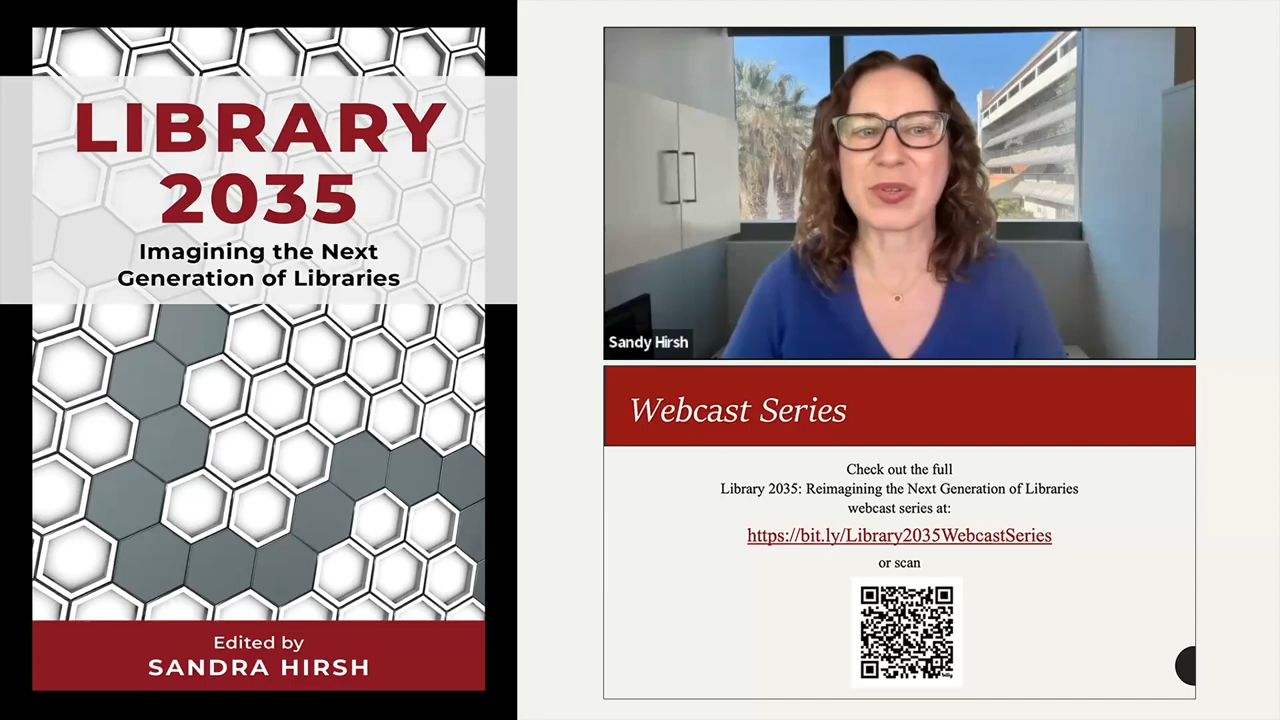 LIBRARY
2035
Imagining the Next
Generation of Libraries
Edited by
SANDRA HIRSH
Sandy Hirsh
Webcast Series
Check out the full
Library 2035: Reimagining the Next Generation of Libraries
webcast series at:
https://bit.ly/Library2035WebcastSeries
or scan